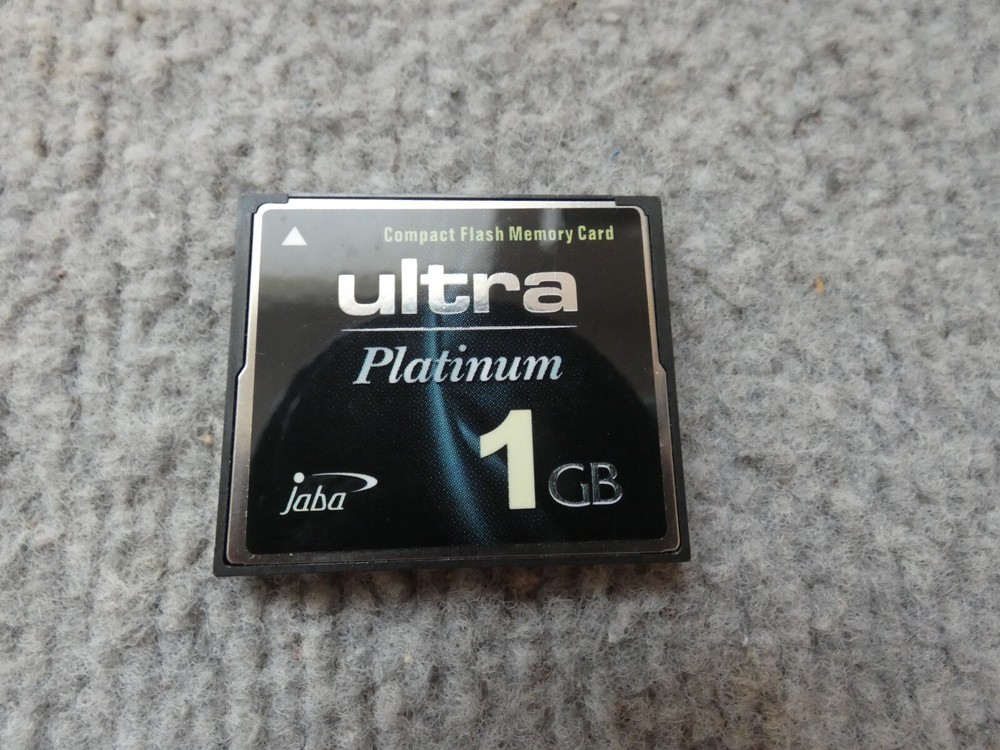 Compact Flash Memory Card
ultra
Platinum
1 GB
jaba